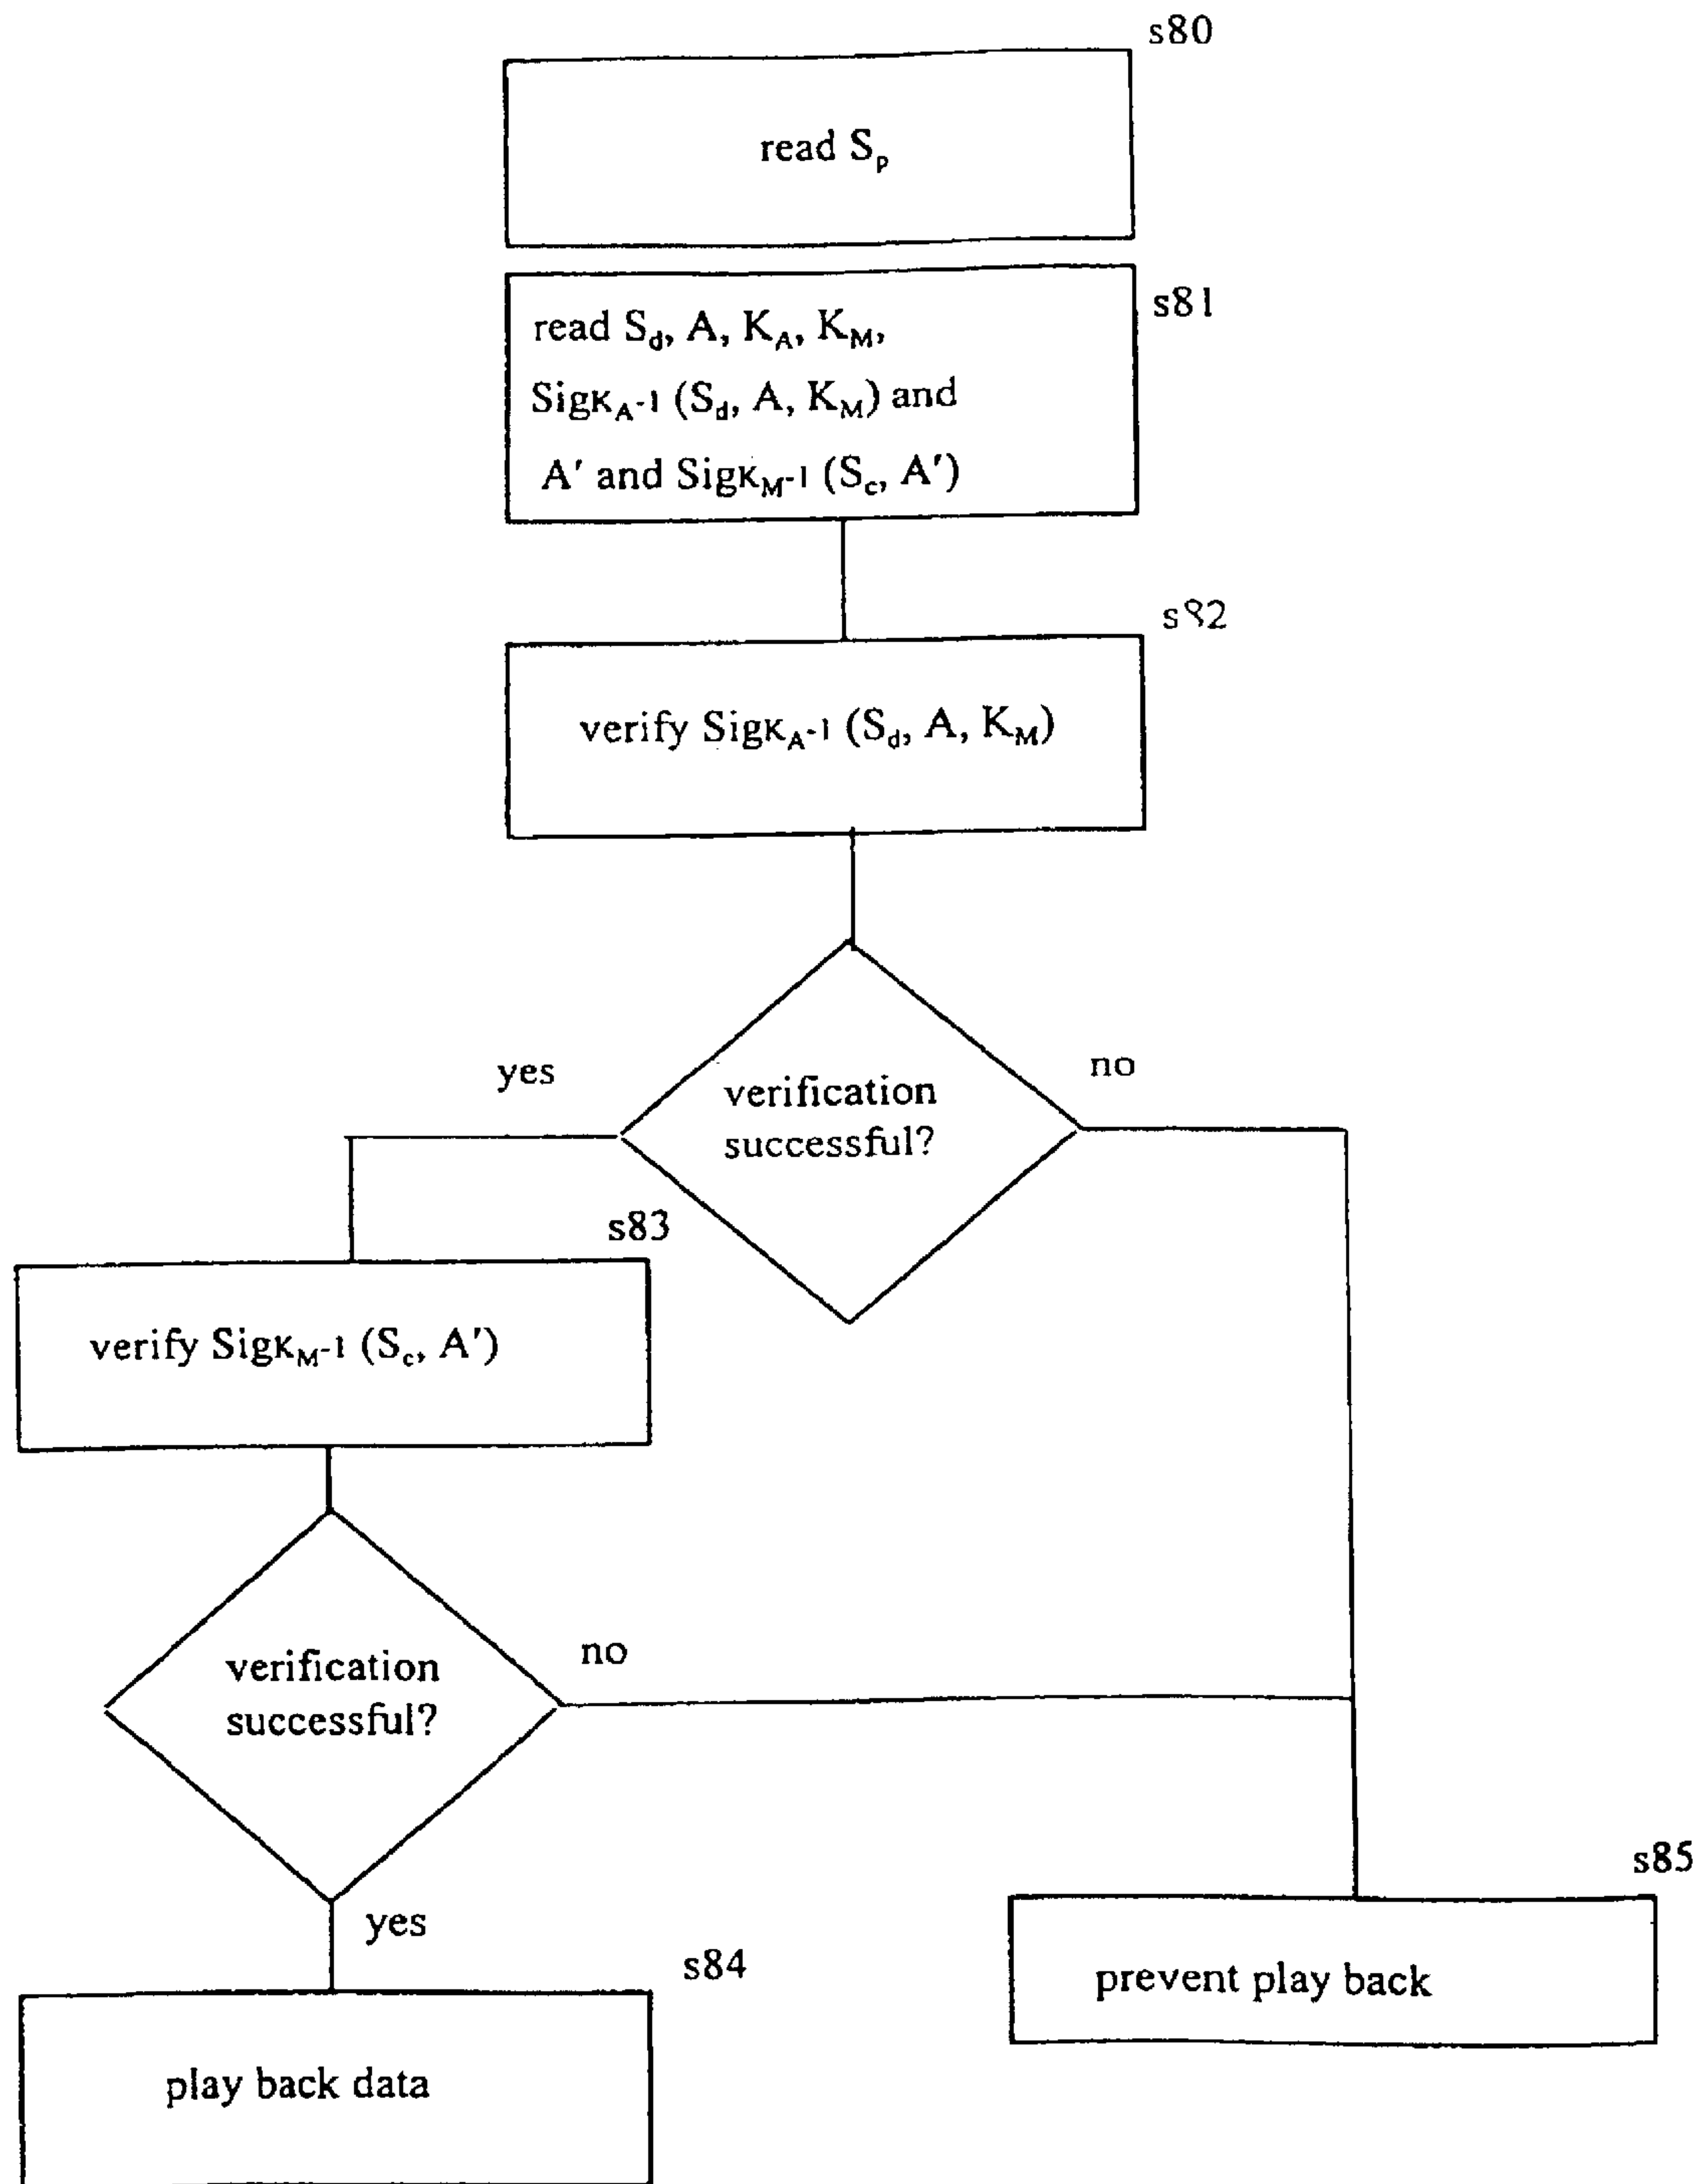 s80
read Sp
s81
read Sd, A, KA, KM,
SigKA-1 (Sd, A, KM) and
A' and SigKM-1 (Sc, A')
s82
verify SigKA-1 (Sd, A, KM)
yes
no
verification
successful?
s83
verify SigKM-1 (Sc, A')
no
verification
successful?
yes
s85
prevent play back
s84
play back data